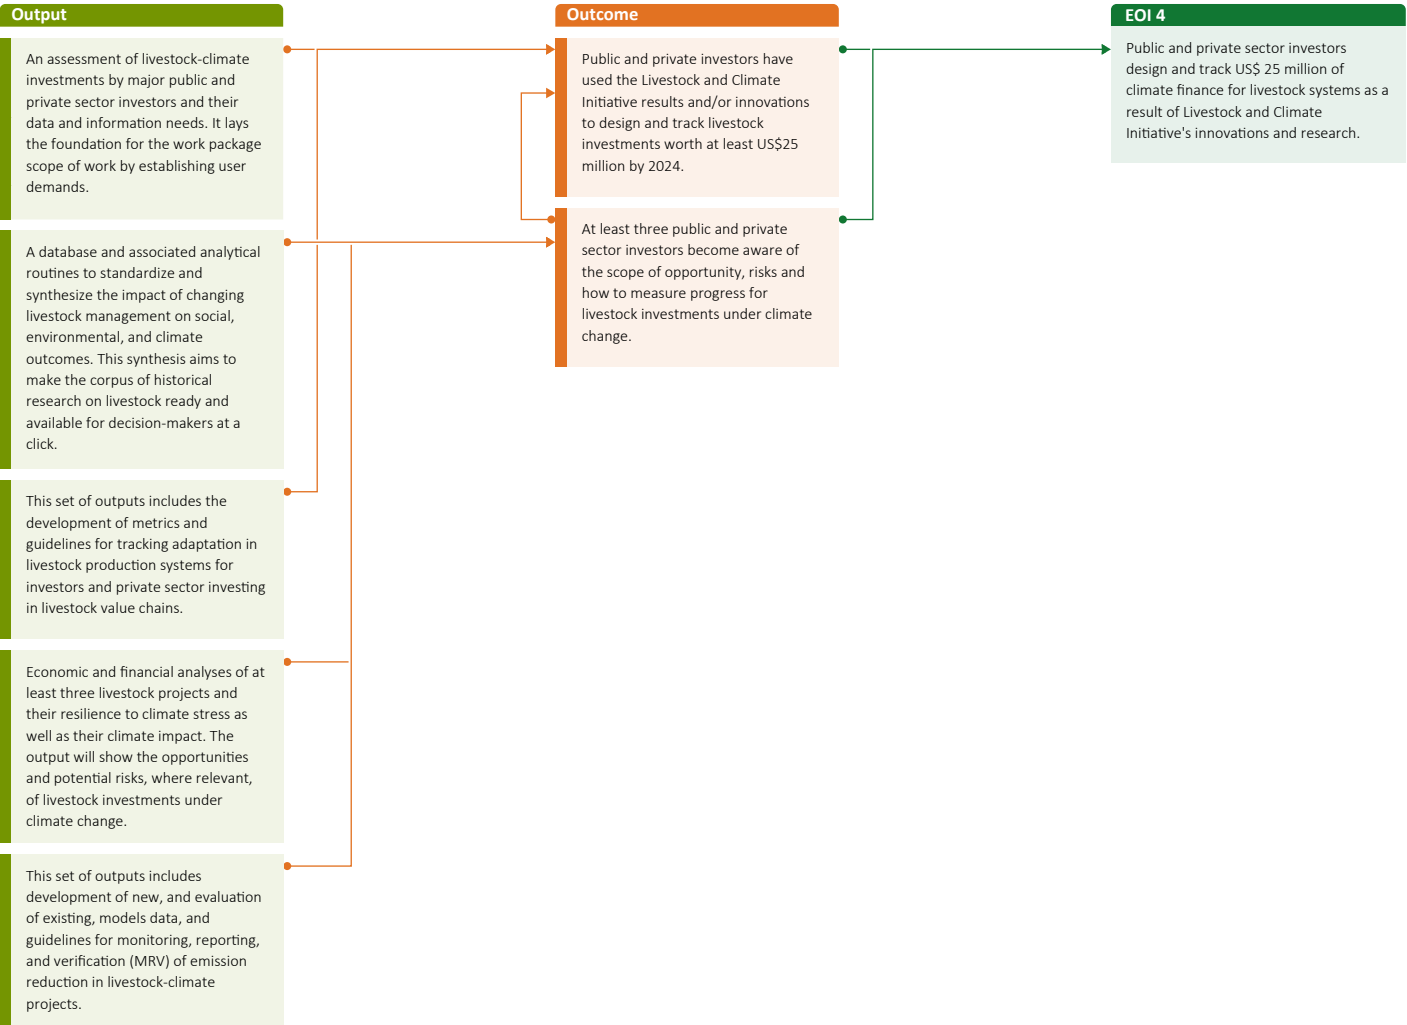 Output
An assessment of livestock-climate
investments by major public and
private sector investors and their
data and information needs. It lays
the foundation for the work package
scope of work by establishing user
demands.
A database and associated analytical
routines to standardize and
synthesize the impact of changing
livestock management on social,
environmental, and climate
outcomes. This synthesis aims to
make the corpus of historical
research on livestock ready and
available for decision-makers at a
click.
This set of outputs includes the
development of metrics and
guidelines for tracking adaptation in
livestock production systems for
investors and private sector investing
in livestock value chains.
Economic and financial analyses of at
least three livestock projects and
their resilience to climate stress as
well as their climate impact. The
output will show the opportunities
and potential risks, where relevant,
of livestock investments under
climate change.
This set of outputs includes
development of new, and evaluation
of existing, models data, and
guidelines for monitoring, reporting,
and verification (MRV) of emission
reduction in livestock-climate
projects.
Outcome
Public and private investors have
used the Livestock and Climate
Initiative results and/or innovations
to design and track livestock
investments worth at least US$25
million by 2024.
At least three public and private
sector investors become aware of
the scope of opportunity, risks and
how to measure progress for
livestock investments under climate
change.
EOI 4
Public and private sector investors
design and track US$ 25 million of
climate finance for livestock systems as a
result of Livestock and Climate
Initiative's innovations and research.